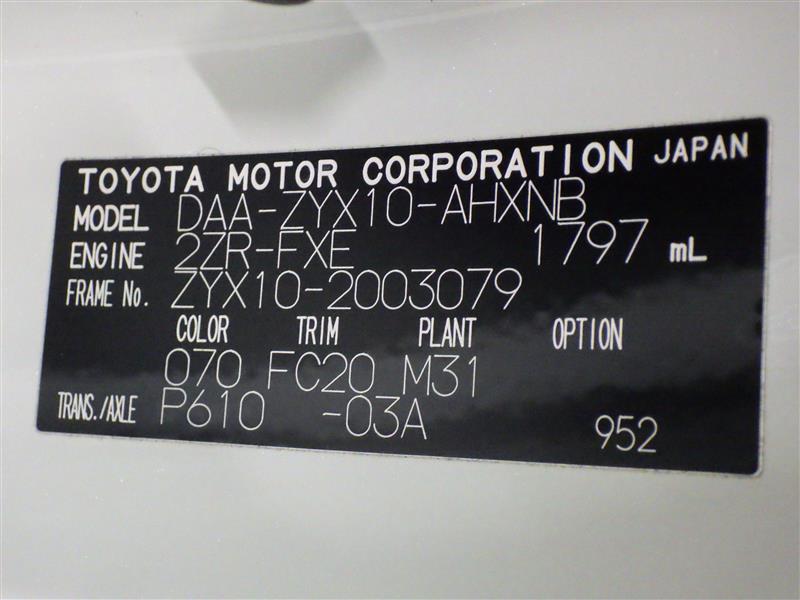 TOYOTA MOTOR CORPORATION JAPAN
MODEL DAA-ZYX10-AHXNB
ENGINE 2ZR-FXE 1797 mL
FRAME No. ZYX10-2003079
COLOR TRIM PLANT OPTION
070 FC20 M31
TRANS./AXLE P610 -03A 952